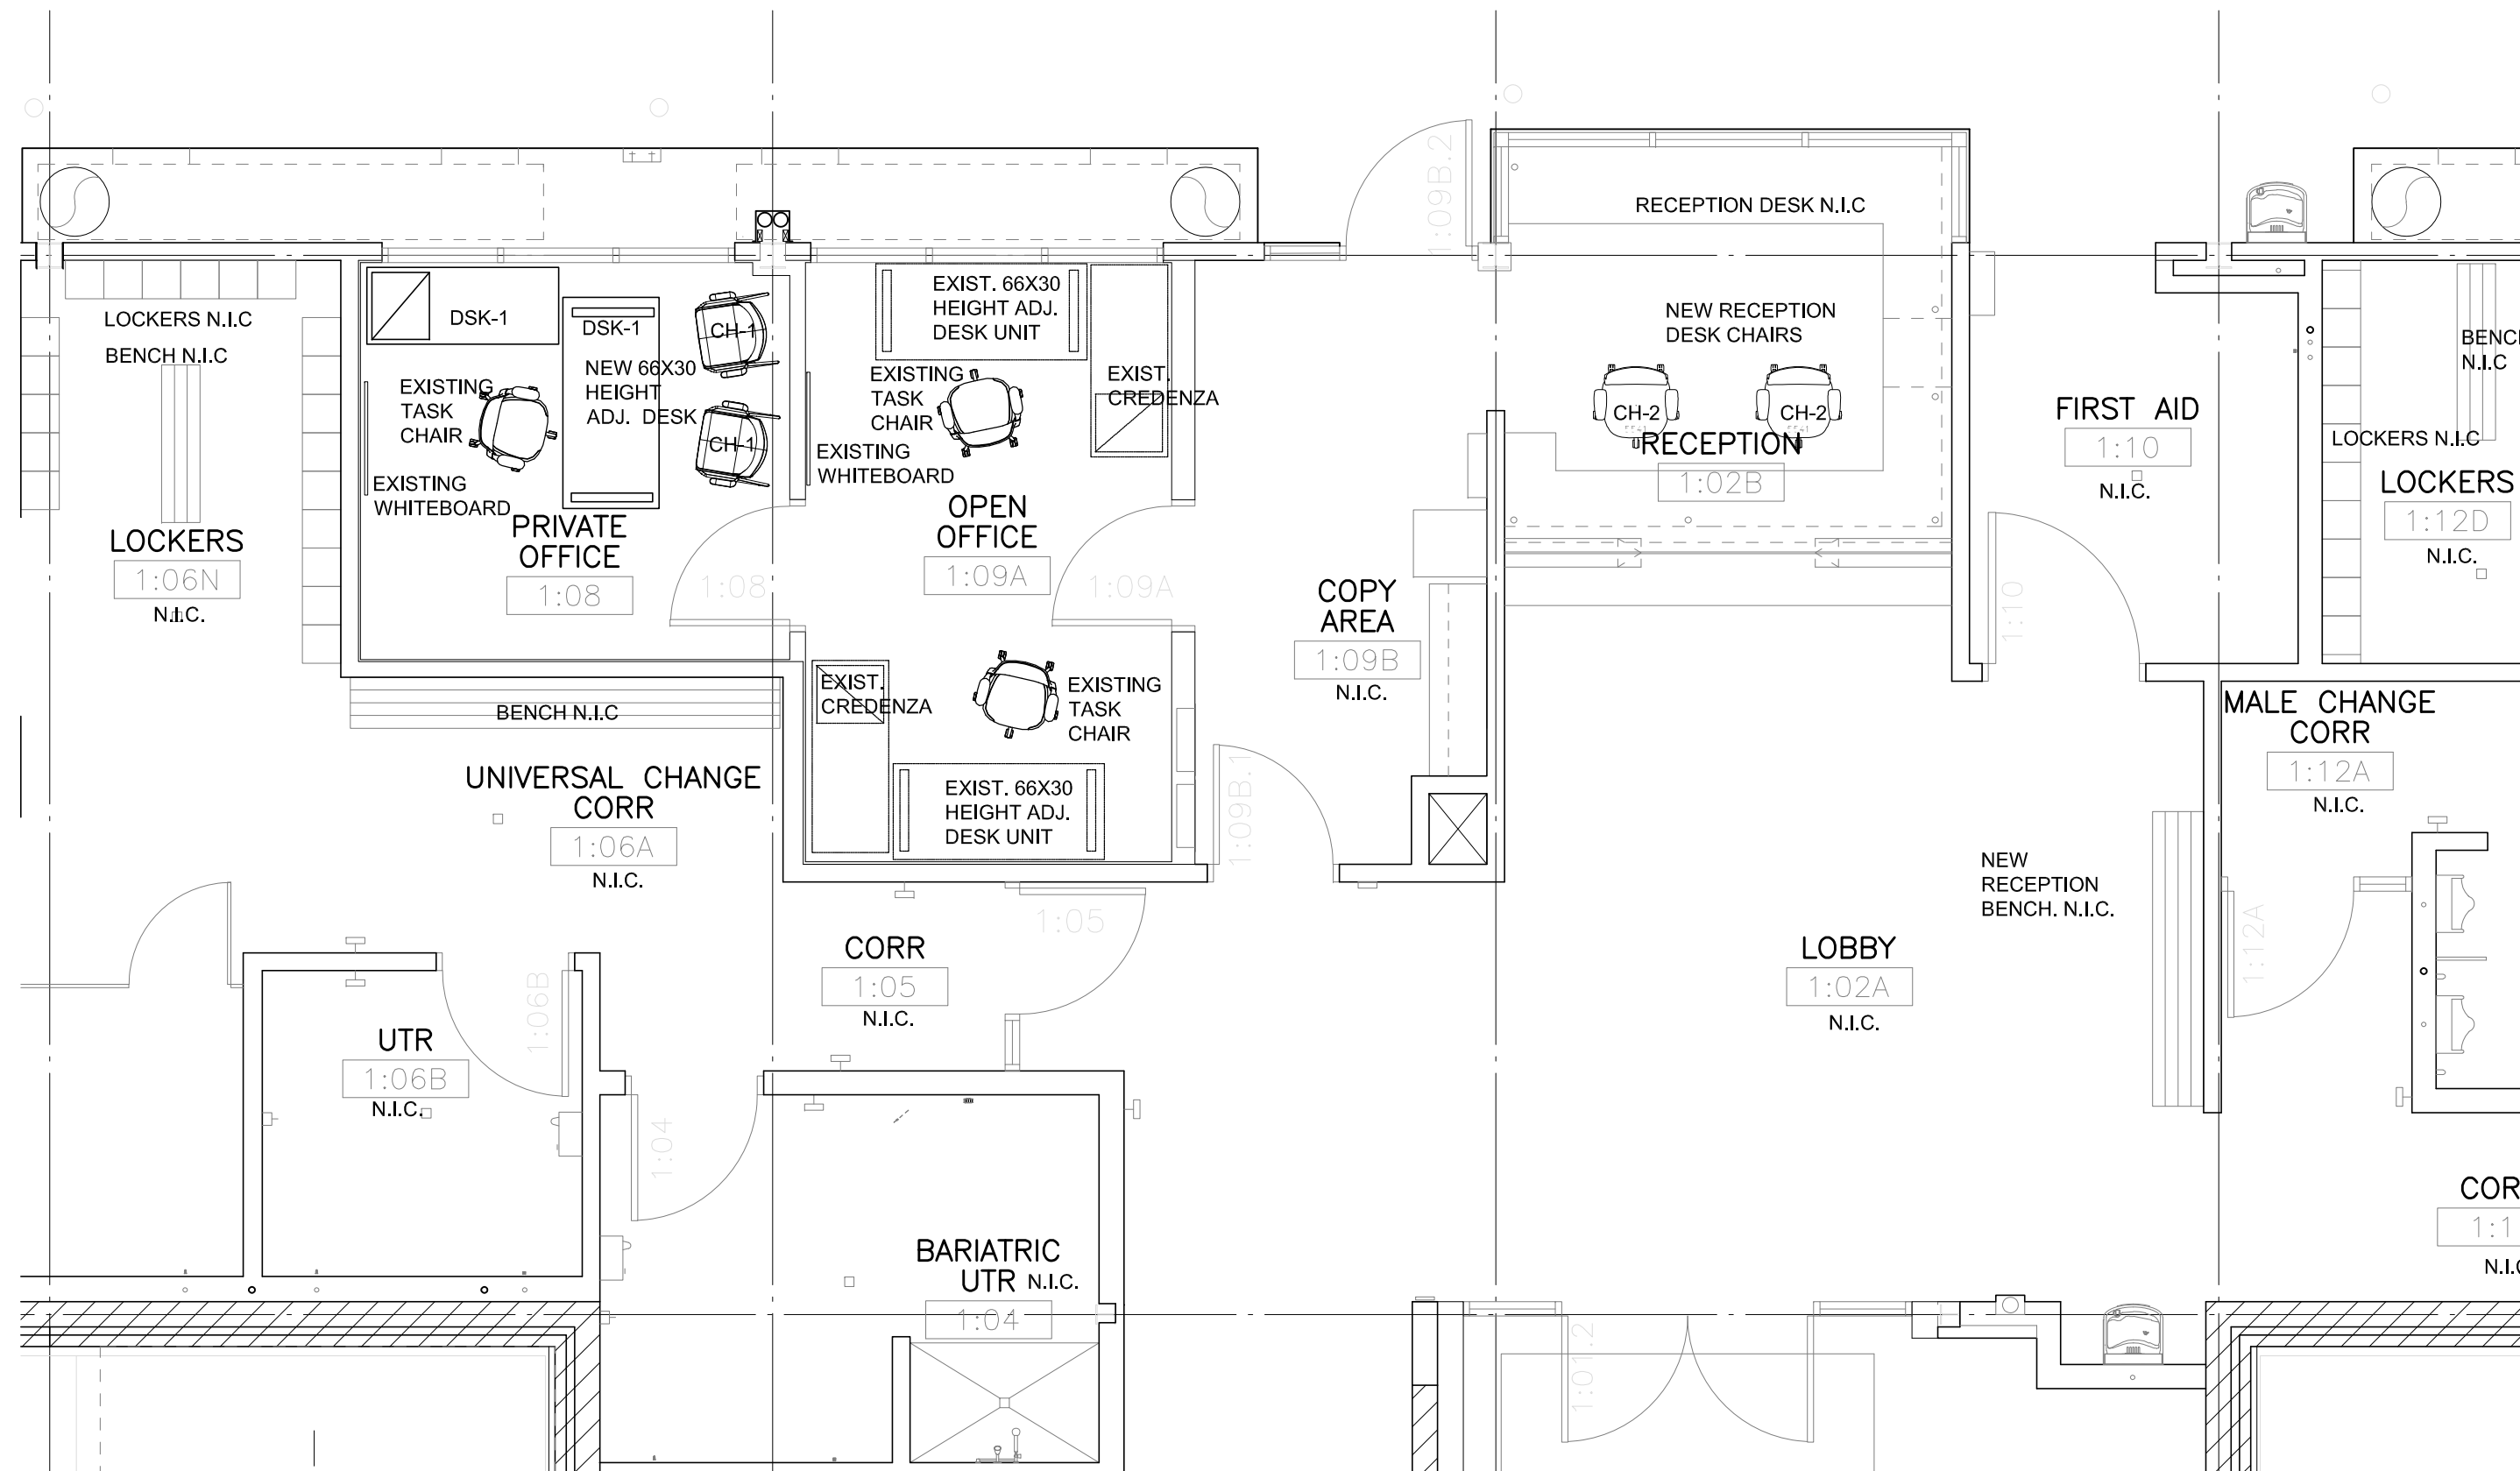 1:09B.2
RECEPTION DESK N.I.C
LOCKERS N.I.C
BENCH N.I.C
DSK-1
DSK-1
CH-1
NEW 66X30
HEIGHT
ADJ. DESK
CH-1
EXISTING
TASK
CHAIR
EXISTING
WHITEBOARD
PRIVATE
OFFICE
1:08
1:08
EXIST. 66X30
HEIGHT ADJ.
DESK UNIT
EXISTING
TASK
CHAIR
EXIST.
CREDENZA
EXISTING
WHITEBOARD
OPEN
OFFICE
1:09A
1:09A
NEW RECEPTION
DESK CHAIRS
CH-2
CH-2
RECEPTION
1:02B
FIRST AID
1:10
N.I.C.
1:10
N.I.C
LOCKERS N.I.C
LOCKERS
1:12D
N.I.C.
LOCKERS
1:06N
N.I.C.
COPY
AREA
1:09B
N.I.C.
EXIST.
CREDENZA
EXISTING
TASK
CHAIR
EXIST. 66X30
HEIGHT ADJ.
DESK UNIT
1:09B.1
BENCH N.I.C
UNIVERSAL CHANGE
CORR
1:06A
N.I.C.
MALE CHANGE
CORR
1:12A
N.I.C.
NEW
RECEPTION
BENCH. N.I.C.
1:12A
CORR
1:05
N.I.C.
1:05
LOBBY
1:02A
N.I.C.
1:06B
UTR
1:06B
N.I.C.
1:04
BARIATRIC
UTR N.I.C.
1:04
1:01.2